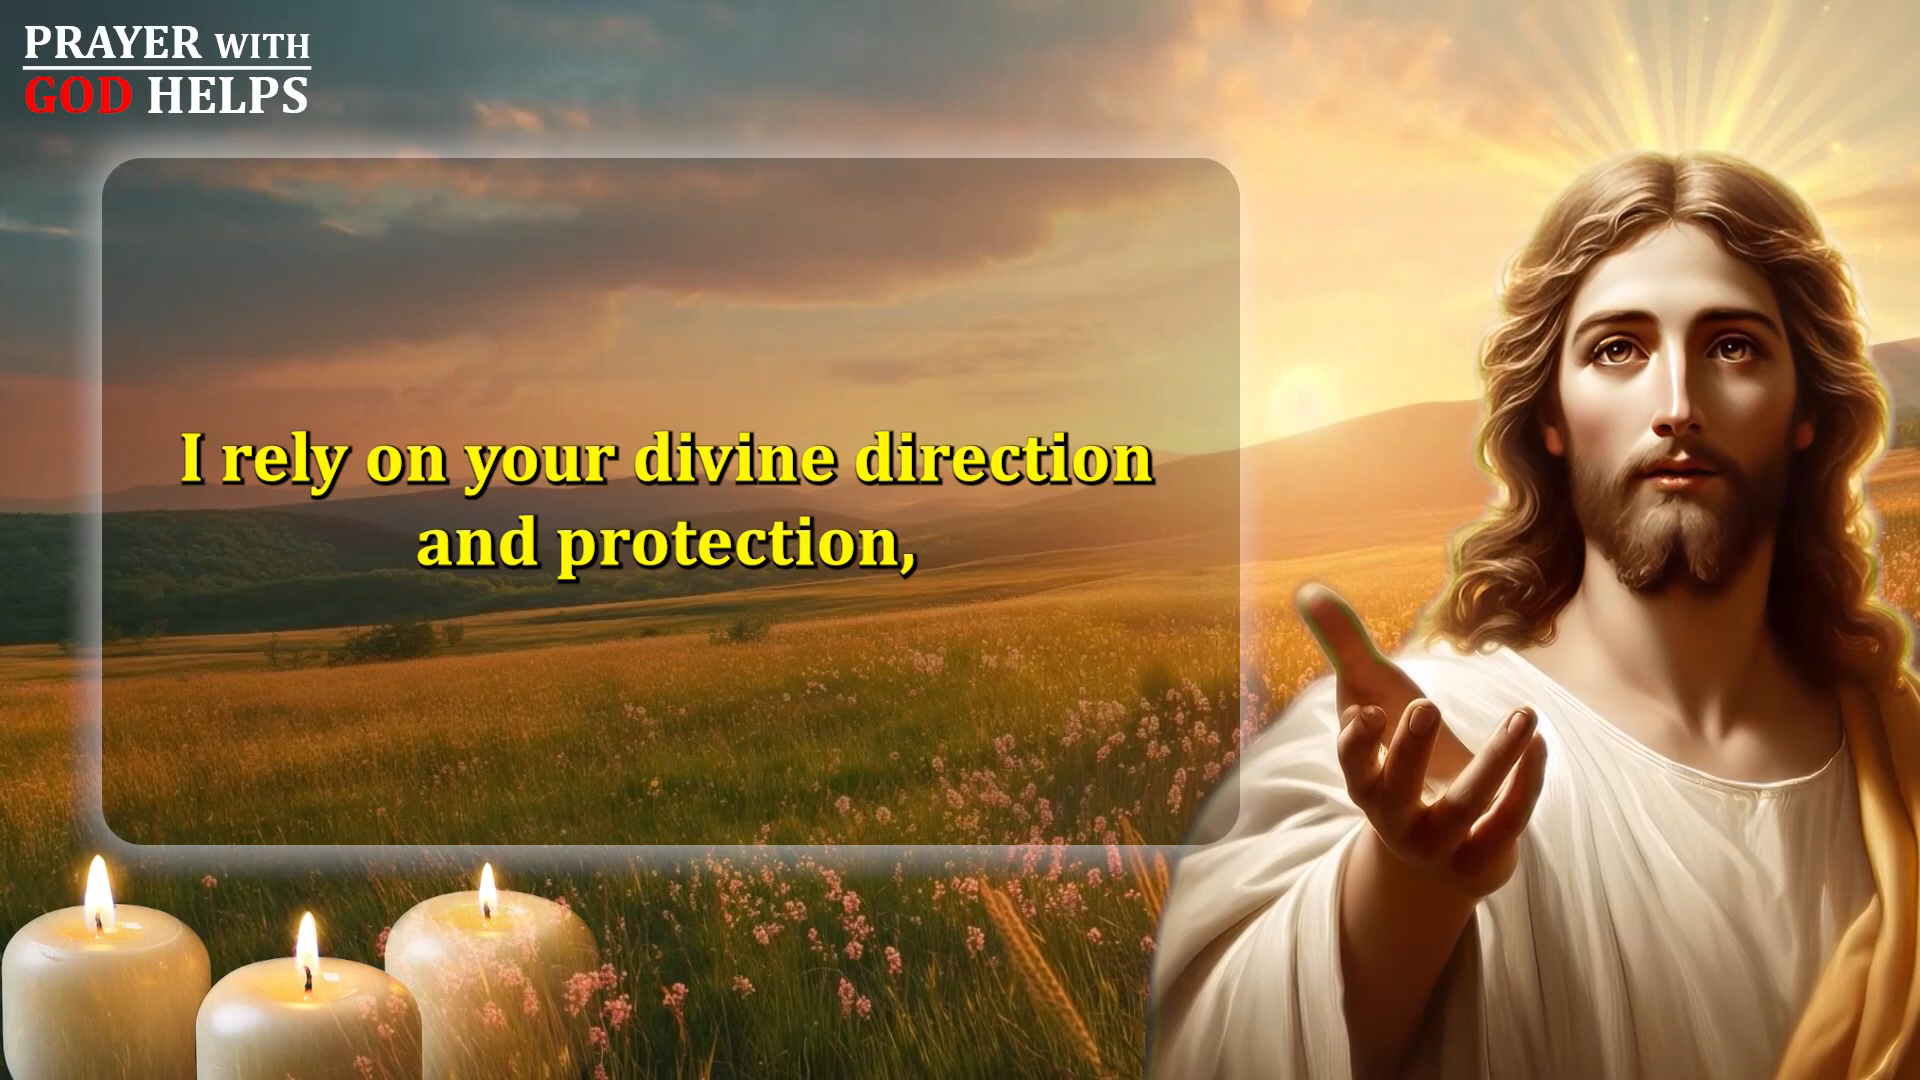 PRAYER WITH
GOD HELPS
I rely on your divine direction
and protection,